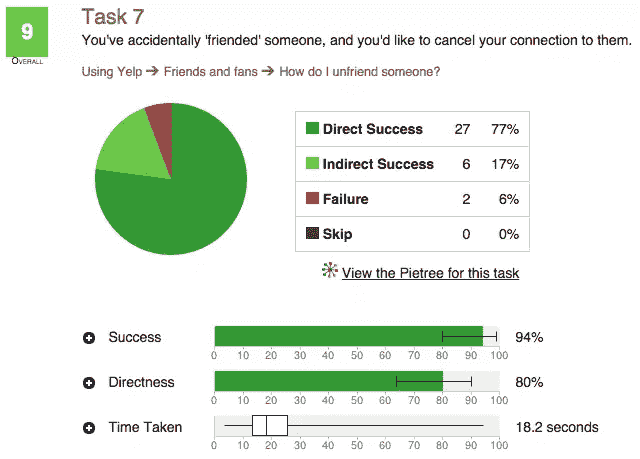 9
OVERALL
Task 7
You've accidentally 'friended' someone, and you'd like to cancel your connection to them.
Using Yelp ➔ Friends and fans ➔ How do I unfriend someone?
Direct Success 27 77%
Indirect Success 6 17%
Failure 2 6%
Skip 0 0%
View the Pietree for this task
Success 94%
0 10 20 30 40 50 60 70 80 90 100
Directness 80%
0 10 20 30 40 50 60 70 80 90 100
Time Taken 18.2 seconds
0 10 20 30 40 50 60 70 80 90 100